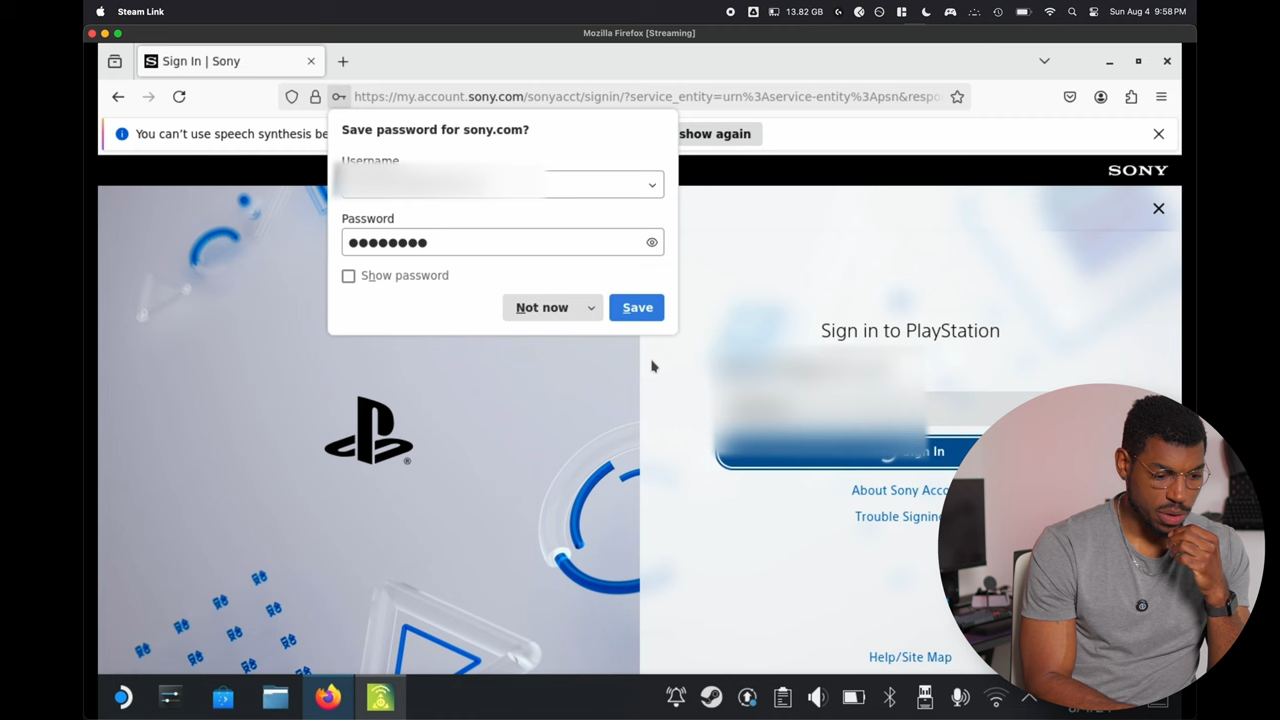 Steam Link
13.82 GB
Sun Aug 4 9:58 PM
Mozilla Firefox [Streaming]
Sign In | Sony
https://my.account.sony.com/sonyacct/signin/?service_entity=urn%3Aservice-entity%3Apsn&respo
You can't use speech synthesis be
show again
Save password for sony.com?
Username
Password
●●●●●●●●
Show password
Not now
Save
SONY
Sign in to PlayStation
In
About Sony Acco
Trouble Signing
Help/Site Map